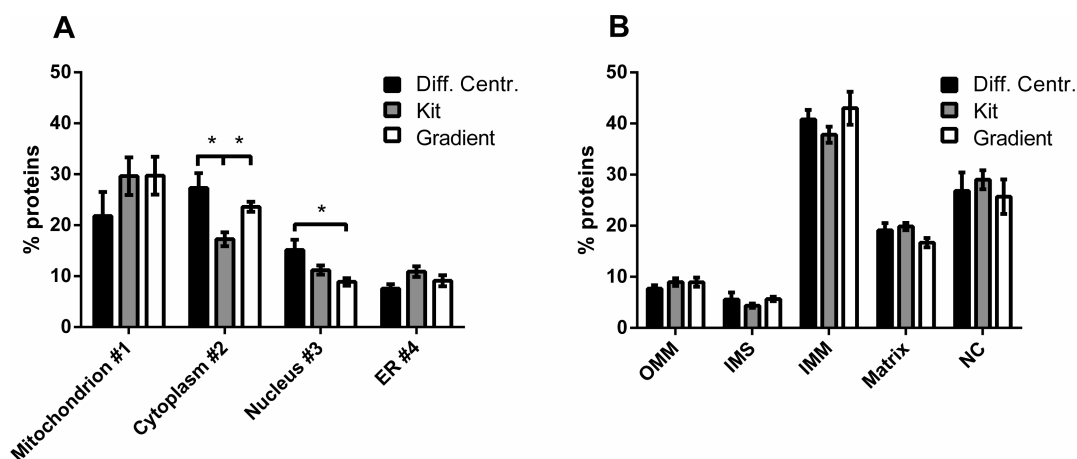 A
50
40
30
20
10
0
% proteins
Diff. Centr.
Kit
Gradient
* *
*
Mitochondrion #1
Cytoplasm #2
Nucleus #3
ER #4
B
50
40
30
20
10
0
% proteins
Diff. Centr.
Kit
Gradient
OMM
IMS
IMM
Matrix
NC